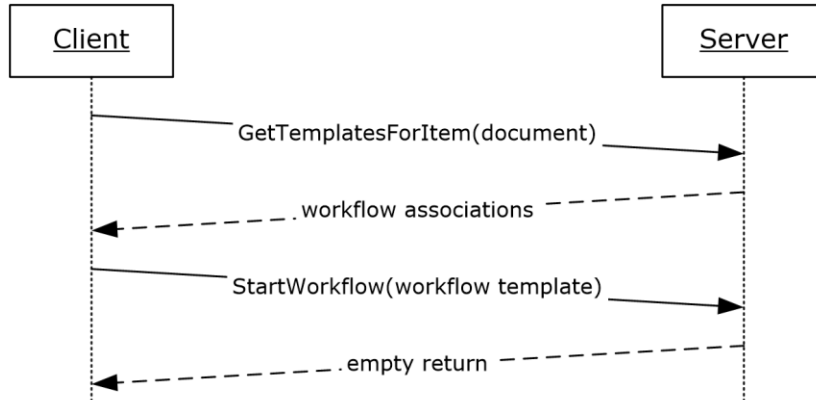 Client
Server
GetTemplatesForItem(document)
workflow associations
StartWorkflow(workflow template)
empty return